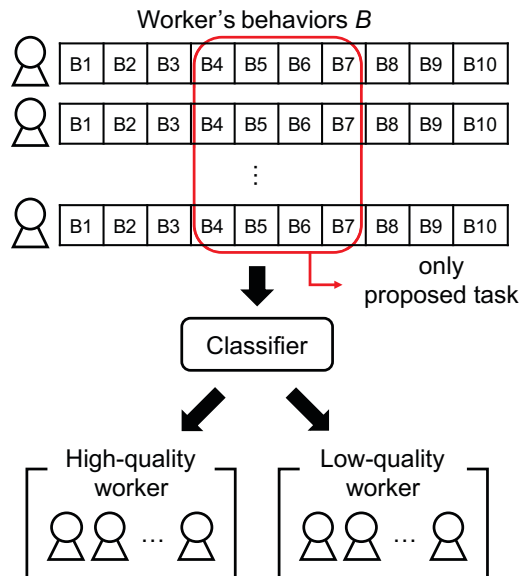 Worker's behaviors B
B1 B2 B3 B4 B5 B6 B7 B8 B9 B10
B1 B2 B3 B4 B5 B6 B7 B8 B9 B10
⋮
B1 B2 B3 B4 B5 B6 B7 B8 B9 B10
only
proposed task
Classifier
High-quality
worker
...
Low-quality
worker
...